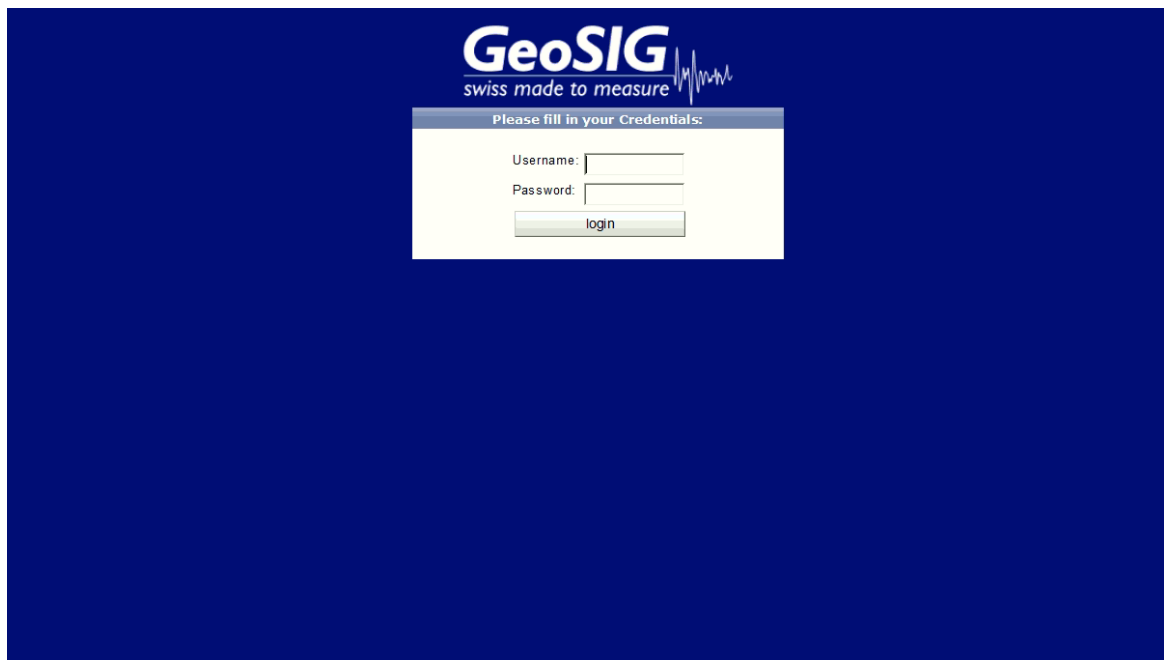 GeoSIG
swiss made to measure
Please fill in your Credentials:
Username:
Password:
login